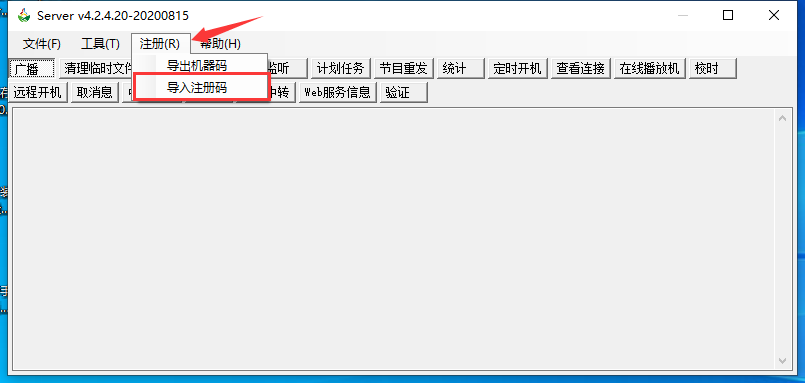 Server v4.2.4.20-20200815
文件(F) 工具(T) 注册(R) 帮助(H)
导出机器码
导入注册码
广播 清理临时文件 监听 计划任务 节目重发 统计 定时开机 查看连接 在线播放机 校时
远程开机 取消息 中转 Web服务信息 验证